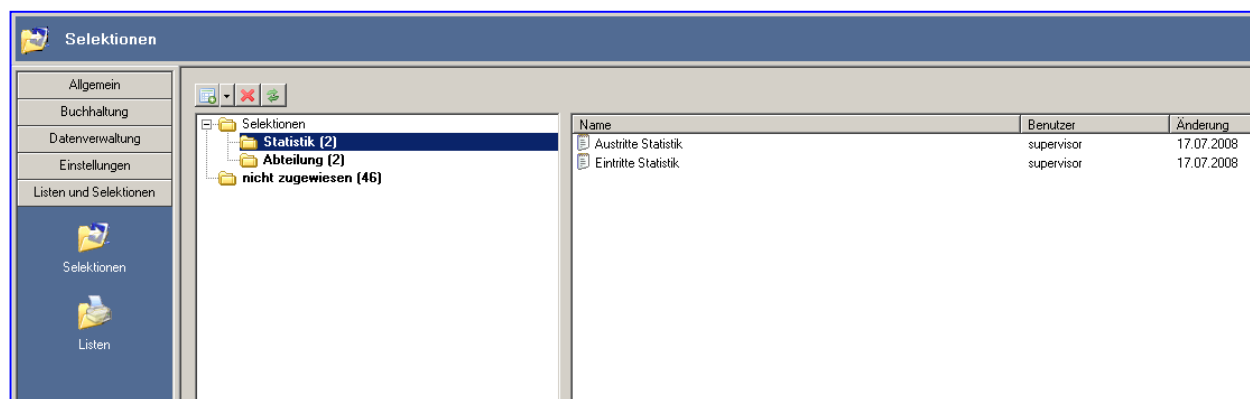 Selektionen
Allgemein
Buchhaltung
Datenverwaltung
Einstellungen
Listen und Selektionen
Selektionen
Listen
Selektionen
Statistik (2)
Abteilung (2)
nicht zugewiesen (46)
Name Benutzer Änderung
Austritte Statistik supervisor 17.07.2008
Eintritte Statistik supervisor 17.07.2008